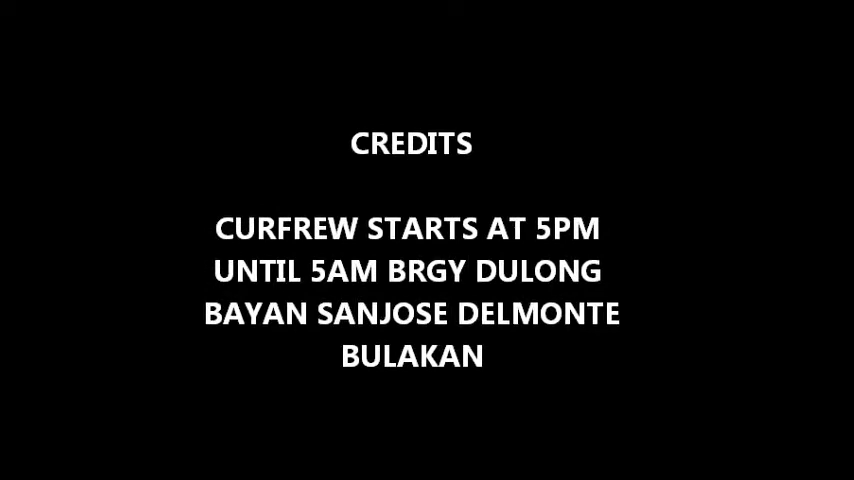 CREDITS
CURFREW STARTS AT 5PM
UNTIL 5AM BRGY DULONG
BAYAN SANJOSE DELMONTE
BULAKAN